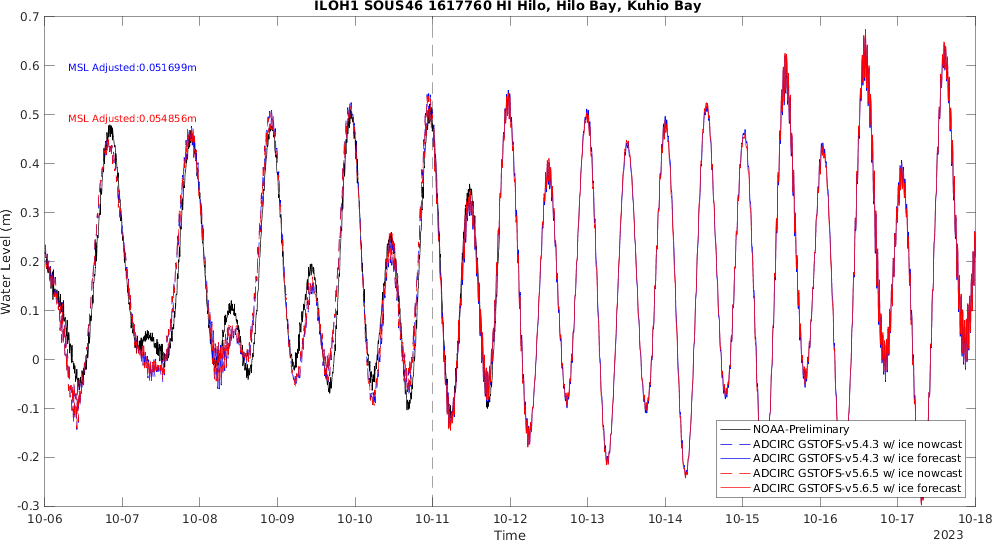 ILOH1 SOUS46 1617760 HI Hilo, Hilo Bay, Kuhio Bay
0.7
0.6
0.5
0.4
0.3
0.2
0.1
0
-0.1
-0.2
-0.3
Water Level (m)
MSL Adjusted:0.051699m
MSL Adjusted:0.054856m
NOAA-Preliminary
ADCIRC GSTOFS-v5.4.3 w/ ice nowcast
ADCIRC GSTOFS-v5.4.3 w/ ice forecast
ADCIRC GSTOFS-v5.6.5 w/ ice nowcast
ADCIRC GSTOFS-v5.6.5 w/ ice forecast
10-06 10-07 10-08 10-09 10-10 10-11 10-12 10-13 10-14 10-15 10-16 10-17 10-18
Time
2023